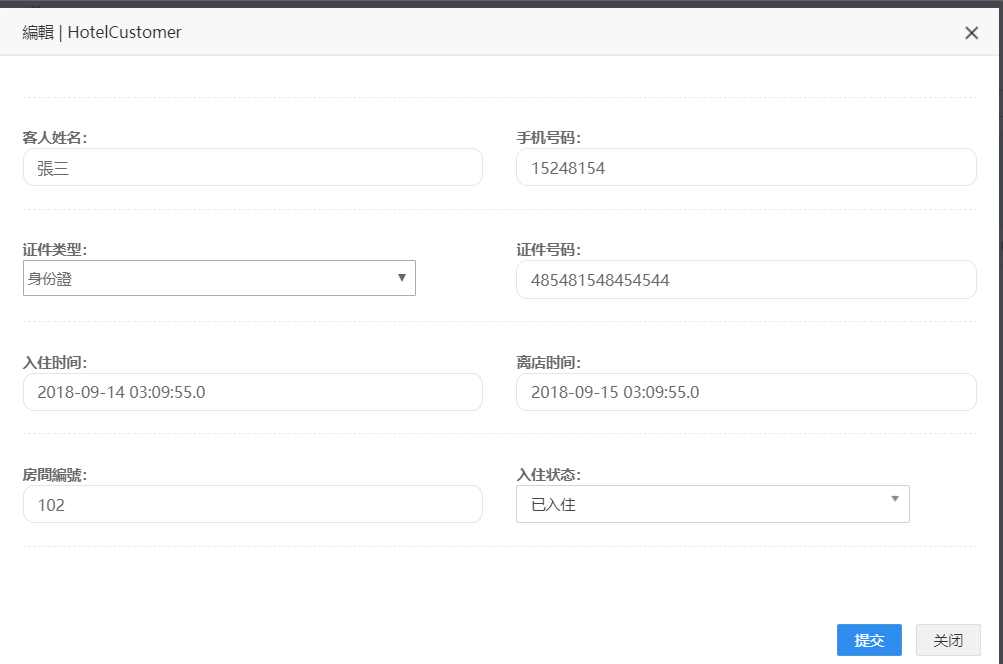 編輯 | HotelCustomer
客人姓名：
手机号码：
張三
15248154
证件类型：
证件号码：
身份證
485481548454544
入住时间：
离店时间：
2018-09-14 03:09:55.0
2018-09-15 03:09:55.0
房間編號：
入住状态：
102
已入住
提交
关闭